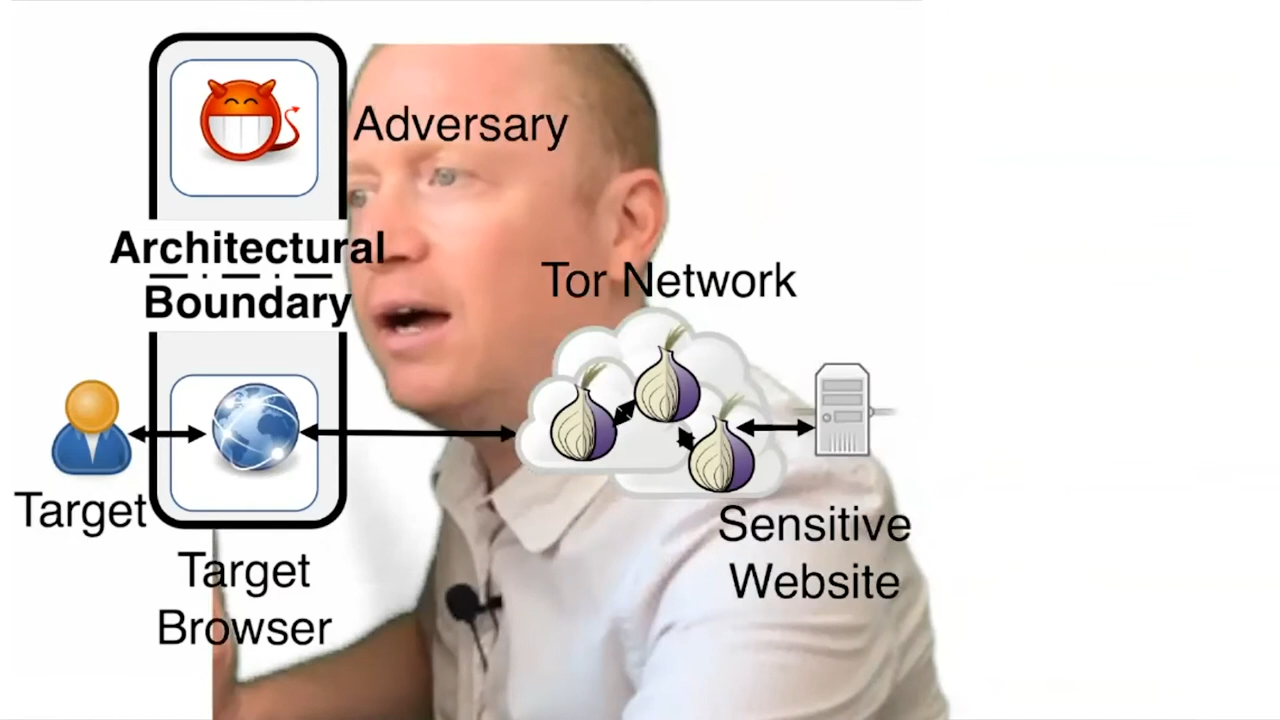 Adversary
Architectural
Boundary
Tor Network
Target
Target
Browser
Sensitive
Website